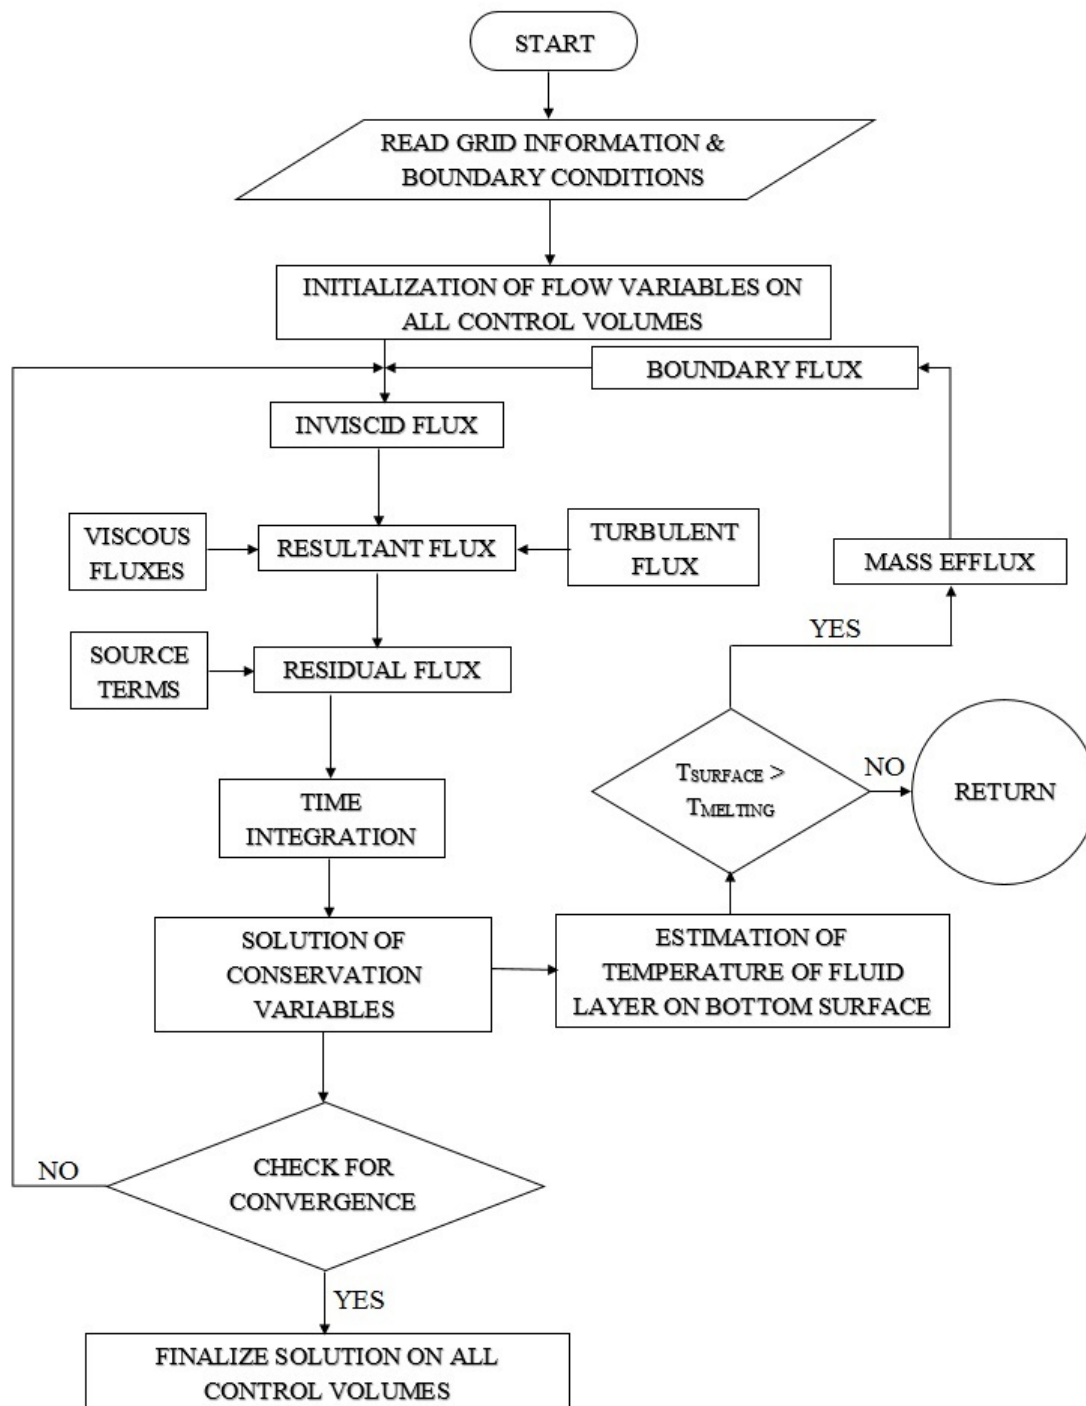 START
READ GRID INFORMATION &
BOUNDARY CONDITIONS
INITIALIZATION OF FLOW VARIABLES ON
ALL CONTROL VOLUMES
BOUNDARY FLUX
INVISCID FLUX
VISCOUS
FLUXES
RESULTANT FLUX
TURBULENT
FLUX
MASS EFFLUX
YES
SOURCE
TERMS
RESIDUAL FLUX
TSURFACE >
TMELTING
NO
RETURN
TIME
INTEGRATION
SOLUTION OF
CONSERVATION
VARIABLES
ESTIMATION OF
TEMPERATURE OF FLUID
LAYER ON BOTTOM SURFACE
NO
CHECK FOR
CONVERGENCE
YES
FINALIZE SOLUTION ON ALL
CONTROL VOLUMES